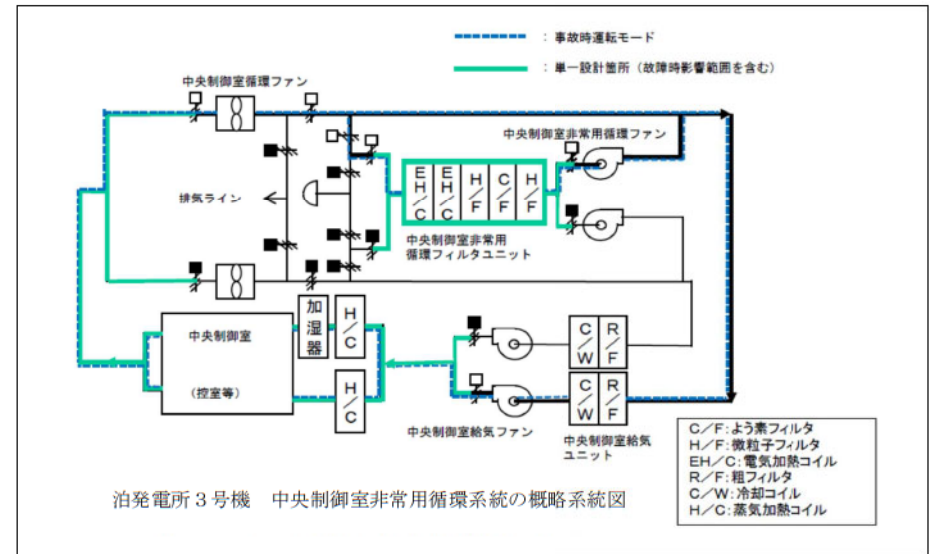 ：事故時運転モード
：単一設計箇所（故障時影響範囲を含む）
中央制御室循環ファン
中央制御室非常用循環ファン
排気ライン
EH/C
EH/C
H/F
C/F
H/F
中央制御室非常用
循環フィルタユニット
加湿器
H/C
中央制御室
（控室等）
H/C
C/W
R/F
C/W
R/F
中央制御室給気ファン
中央制御室給気
ユニット
C／F：よう素フィルタ
H／F：微粒子フィルタ
EH／C：電気加熱コイル
R／F：粗フィルタ
C／W：冷却コイル
H／C：蒸気加熱コイル
泊発電所３号機　中央制御室非常用循環系統の概略系統図